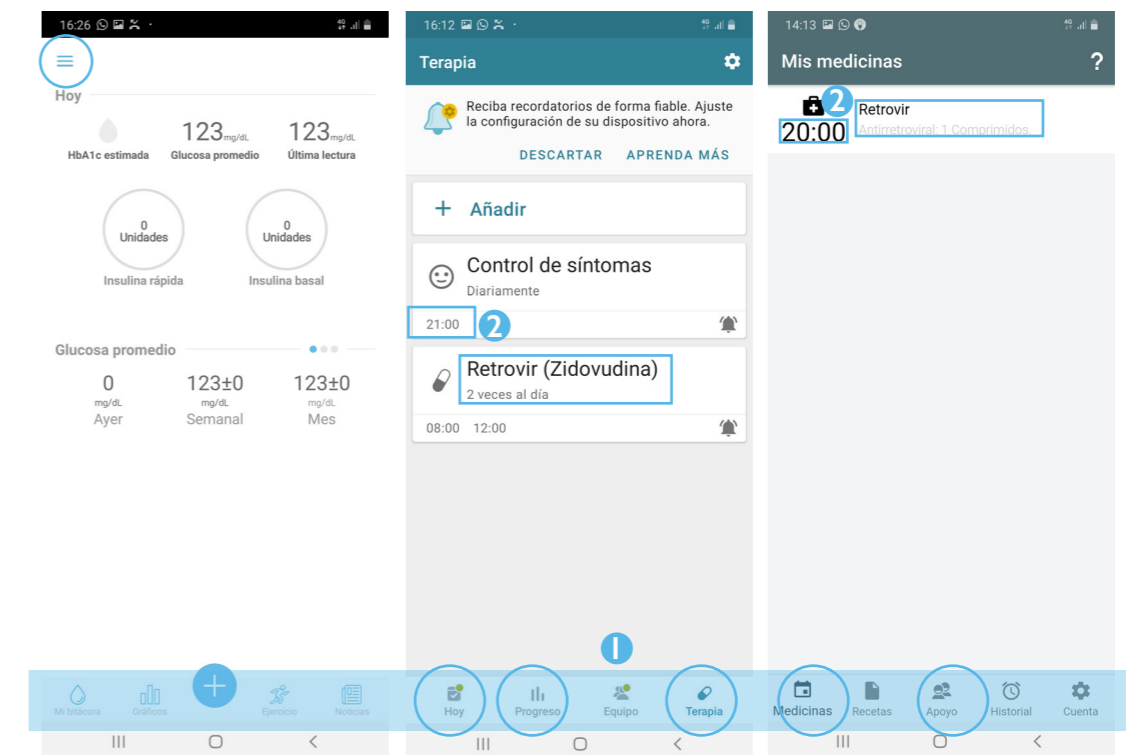 16:26
Hoy
123 mg/dL 123 mg/dL
HbA1c estimada Glucosa promedio Última lectura
0 0
Unidades Unidades
Insulina rápida Insulina basal
Glucosa promedio
0 123±0 123±0
mg/dL mg/dL mg/dL
Ayer Semanal Mes
Mi bitácora Gráficos + Ejercicio Noticias
16:12
Terapia
Reciba recordatorios de forma fiable. Ajuste
la configuración de su dispositivo ahora.
DESCARTAR APRENDA MÁS
+ Añadir
Control de síntomas
Diariamente
21:00 2
Retrovir (Zidovudina)
2 veces al día
08:00 12:00
1
Hoy Progreso Equipo Terapia
14:13
Mis medicinas ?
2 Retrovir
20:00 Antirretroviral: 1 Comprimidos.
Medicinas Recetas Apoyo Historial Cuenta